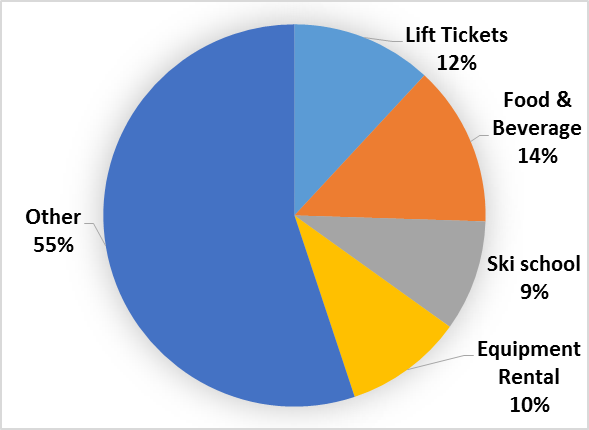 Lift Tickets
12%
Food &
Beverage
14%
Ski school
9%
Equipment
Rental
10%
Other
55%